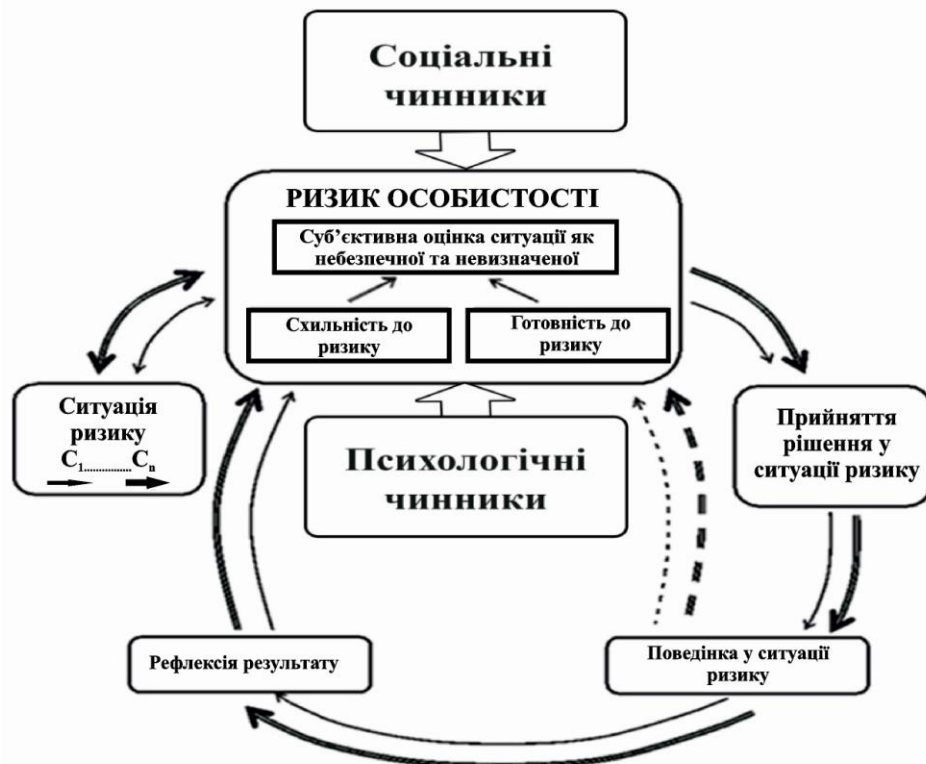 Соціальні
чинники
РИЗИК ОСОБИСТОСТІ
Суб’єктивна оцінка ситуації як
небезпечної та невизначеної
Схильність до
ризику
Готовність до
ризику
Ситуація
ризику
C₁...............Cₙ
Психологічні
чинники
Прийняття
рішення у
ситуації ризику
Рефлексія результату
Поведінка у ситуації
ризику